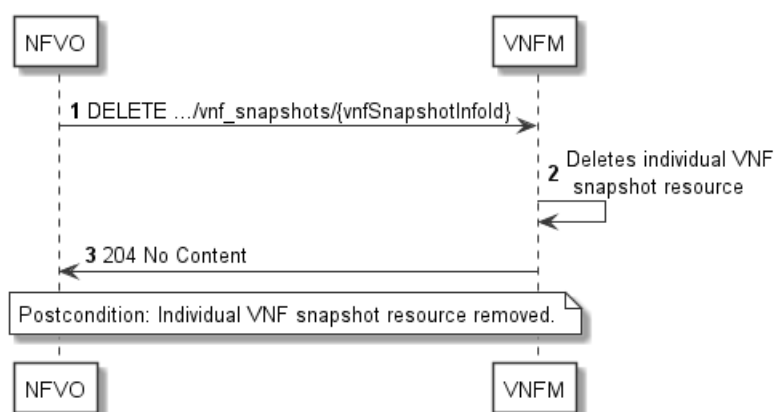 NFVO
VNFM
1 DELETE .../vnf_snapshots/{vnfSnapshotInfoId}
2 Deletes individual VNF
snapshot resource
3 204 No Content
Postcondition: Individual VNF snapshot resource removed.
NFVO
VNFM